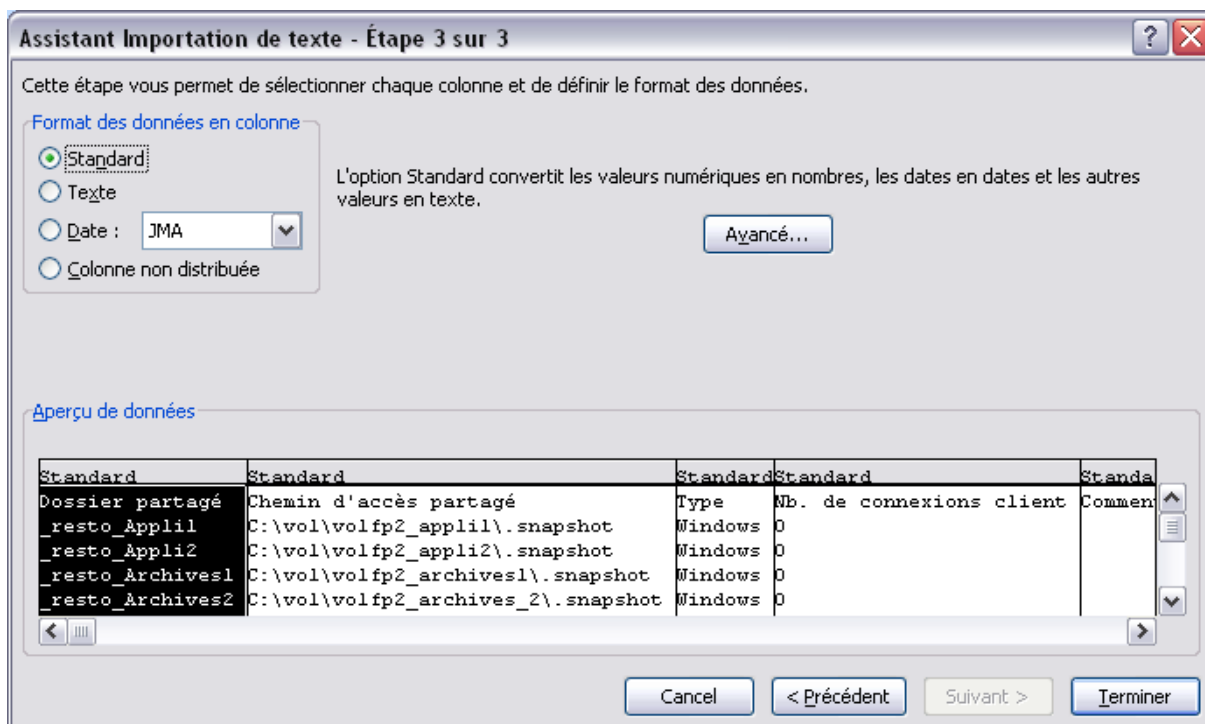 Assistant Importation de texte - Étape 3 sur 3
Cette étape vous permet de sélectionner chaque colonne et de définir le format des données.
Format des données en colonne
Standard
Texte
Date : JMA
Colonne non distribuée
L'option Standard convertit les valeurs numériques en nombres, les dates en dates et les autres
valeurs en texte.
Avancé...
Aperçu de données
Standard Standard Standard Standard Standa
Dossier partagé Chemin d'accès partagé Type Nb. de connexions client Commen
_resto_Appli1 C:\vol\volfp2_appli1\.snapshot Windows 0
_resto_Appli2 C:\vol\volfp2_appli2\.snapshot Windows 0
_resto_Archives1 C:\vol\volfp2_archives1\.snapshot Windows 0
_resto_Archives2 C:\vol\volfp2_archives_2\.snapshot Windows 0
Cancel < Précédent Suivant > Terminer